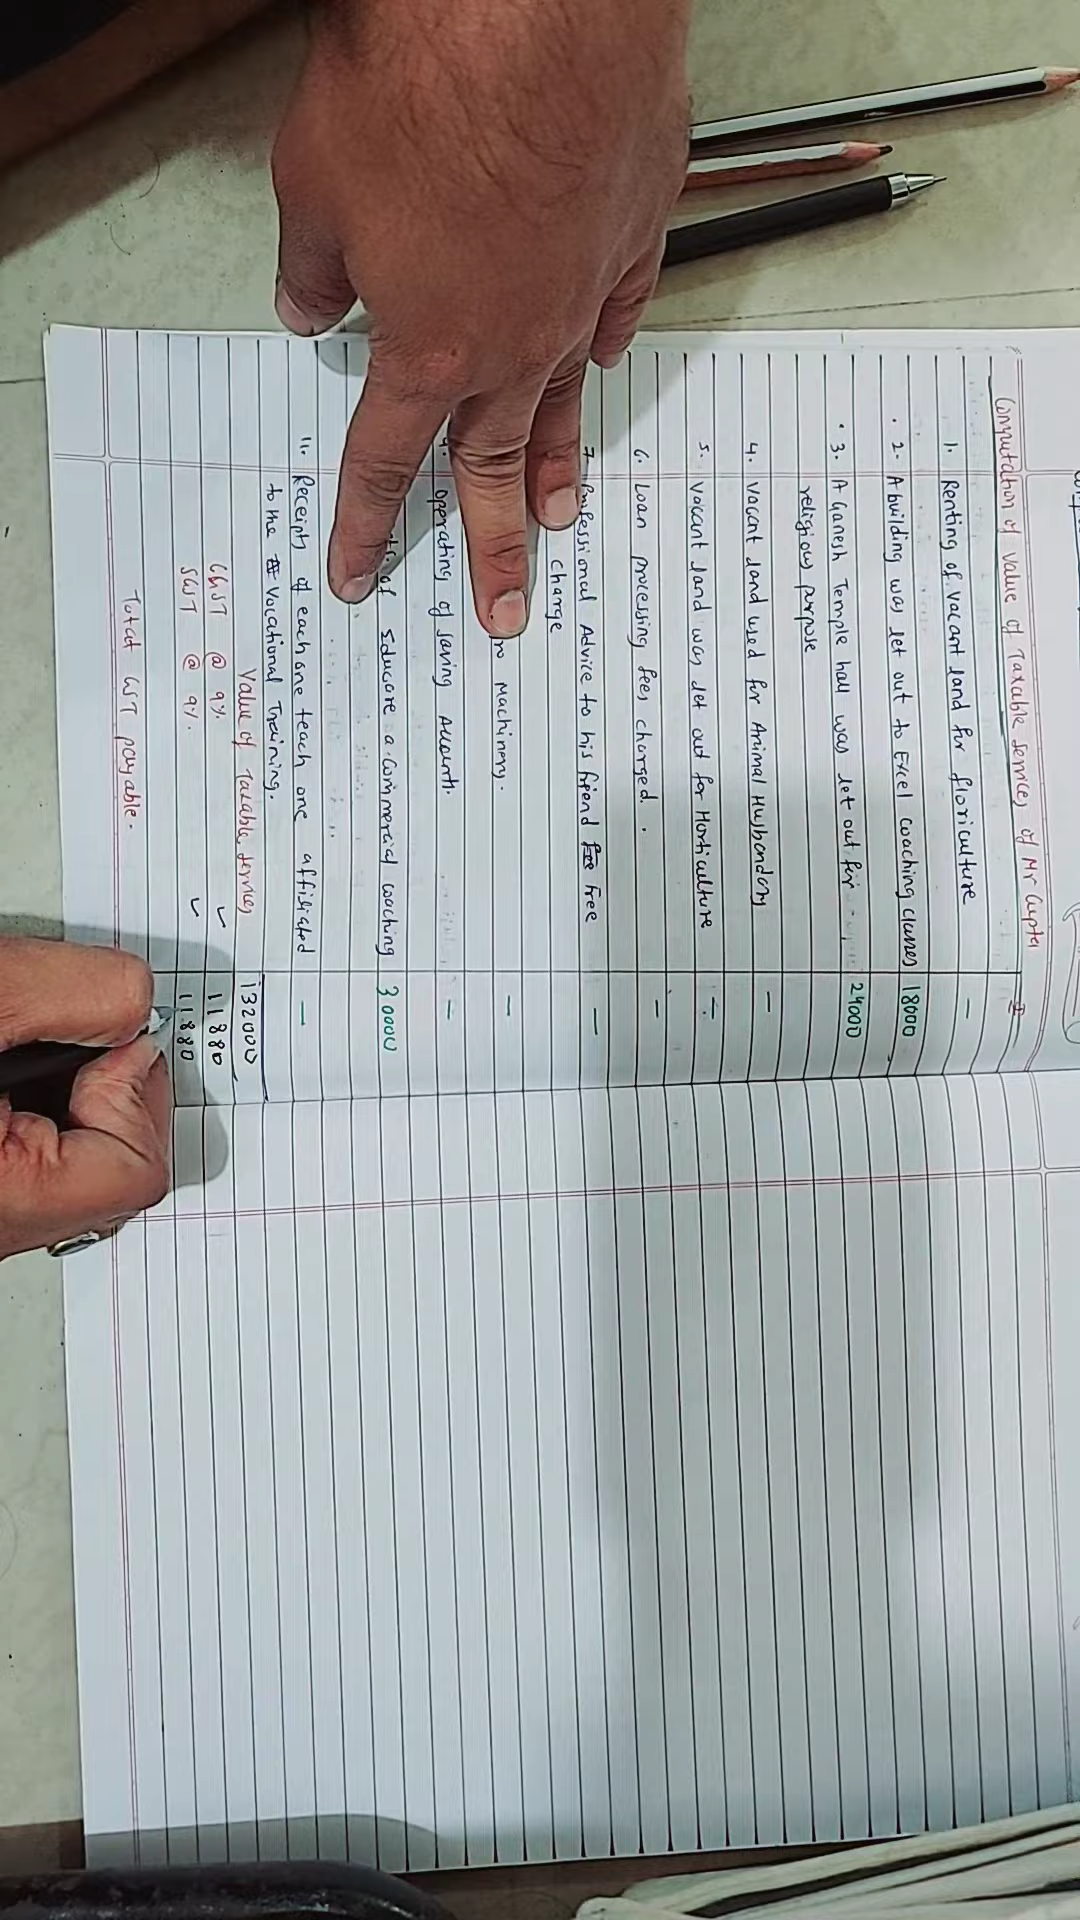 Computation of Value of Taxable Services of Mr Gupta
₹
1. Renting of vacant land for floriculture —
2. A building was let out to Excel coaching classes 18000
3. A Ganesh Temple hall was let out for 24000
religious purpose
4. Vacant land used for Animal Husbandary —
5. Vacant land was let out for Horticulture —
6. Loan processing fees charged. —
7. Professional Advice to his friend free —
charge
ro Machinery. —
9. Operating of saving Account. —
of Educare a commercial coaching 30000
11. Receipts of each one teach one affiliated —
to the Vocational Training.
Value of Taxable Services 132000
CGST @ 9% 11880
SGST @ 9% 11880
Total GST payable.